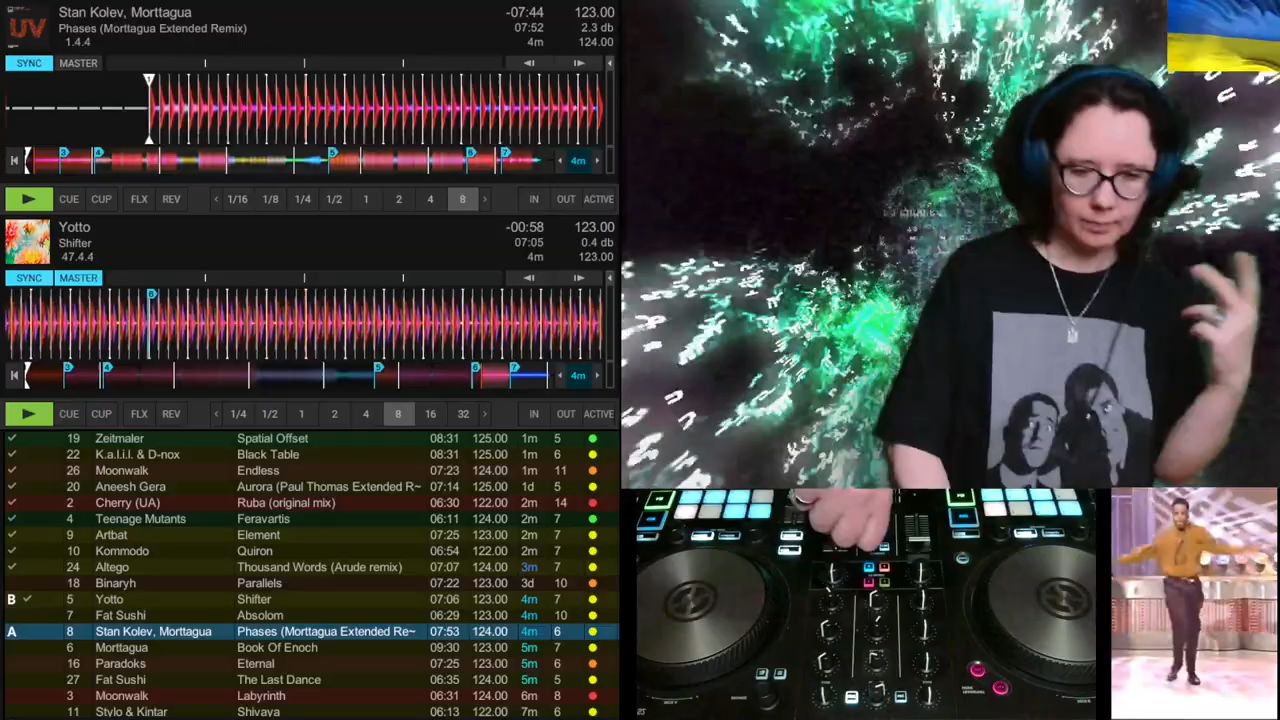 UV
Stan Kolev, Morttagua -07:44 123.00
Phases (Morttagua Extended Remix) 07:52 2.3 db
1.4.4 4m 124.00
SYNC MASTER
1
3 4 5 6 7 4m
CUE CUP FLX REV 1/16 1/8 1/4 1/2 1 2 4 8 IN OUT ACTIVE
Yotto -00:58 123.00
Shifter 07:05 0.4 db
47.4.4 4m 123.00
SYNC MASTER
6
3 4 5 6 7 4m
CUE CUP FLX REV 1/4 1/2 1 2 4 8 16 32 IN OUT ACTIVE
19 Zeitmaler Spatial Offset 08:31 125.00 1m 5
22 K.a.l.i.l. & D-nox Black Table 08:31 125.00 1m 6
26 Moonwalk Endless 07:23 124.00 1m 11
20 Aneesh Gera Aurora (Paul Thomas Extended R~ 07:14 125.00 1d 5
2 Cherry (UA) Ruba (original mix) 06:30 122.00 2m 14
4 Teenage Mutants Feravartis 06:11 124.00 2m 7
9 Artbat Element 07:25 123.00 2m 7
10 Kommodo Quiron 06:54 122.00 2m 7
24 Altego Thousand Words (Arude remix) 07:07 124.00 3m 7
18 Binaryh Parallels 07:22 123.00 3d 10
B 5 Yotto Shifter 07:06 123.00 4m 6
7 Fat Sushi Absolom 06:29 123.00 4m 10
A 8 Stan Kolev, Morttagua Phases (Morttagua Extended Re~ 07:53 124.00 4m 6
6 Morttagua Book Of Enoch 09:30 123.00 5m 7
16 Paradoks Eternal 07:25 123.00 5m 6
27 Fat Sushi The Last Dance 06:35 124.00 5m 5
3 Moonwalk Labyrinth 06:31 124.00 6m 8
11 Stylo & Kintar Shivaya 06:13 122.00 7m 6